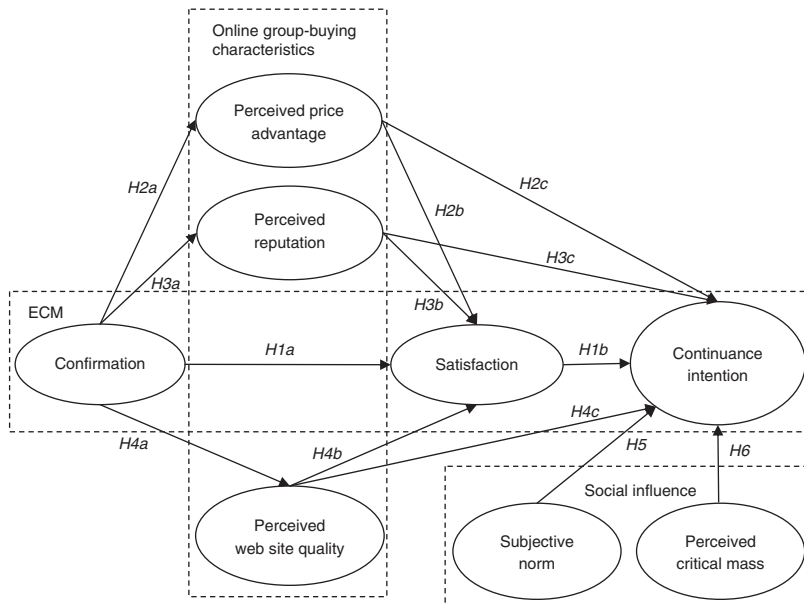 Online group-buying
characteristics
Perceived price
advantage
H2a
H2b
H2c
Perceived
reputation
H3a
H3b
H3c
ECM
Confirmation
H1a
Satisfaction
H1b
Continuance
intention
H4a
H4b
H4c
H5
H6
Social influence
Perceived
web site quality
Subjective
norm
Perceived
critical mass